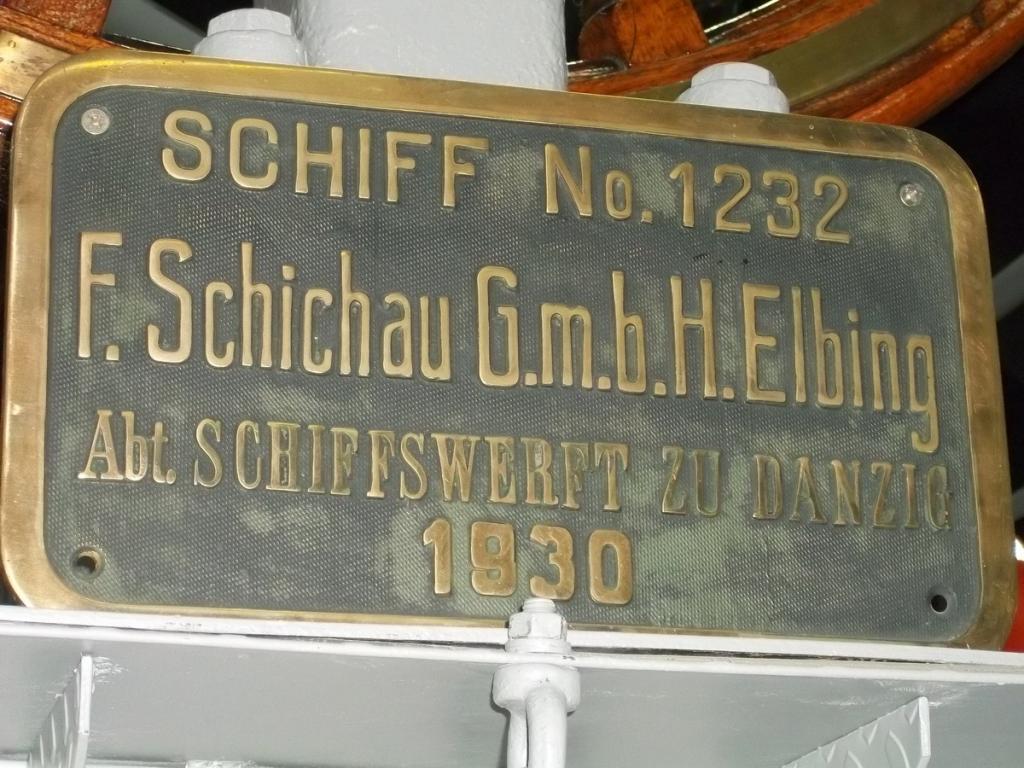 SCHIFF No. 1232
F. Schichau G.m.b.H. Elbing
Abt. SCHIFFSWERFT ZU DANZIG
1930